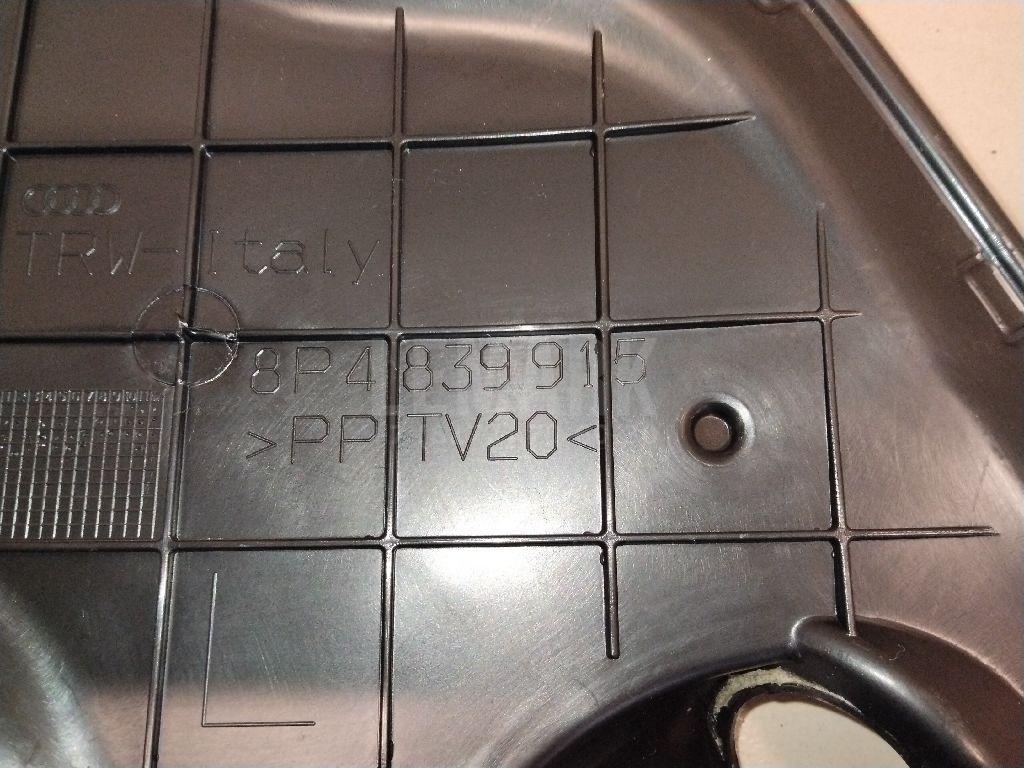 TRW-Italy
8P4 839 915
>PP TV20<
L